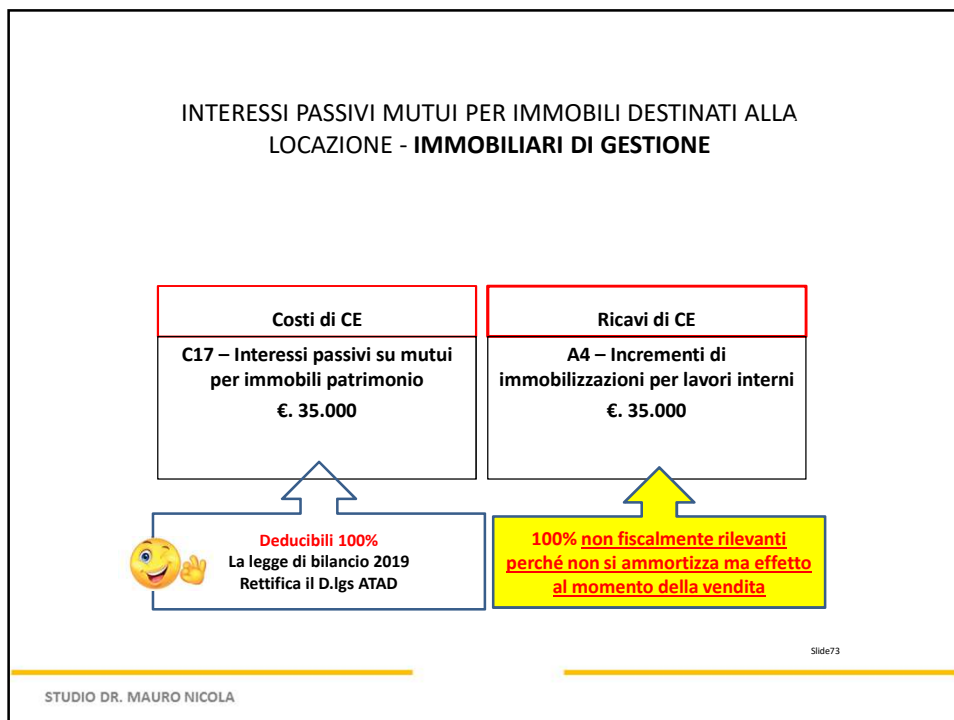 INTERESSI PASSIVI MUTUI PER IMMOBILI DESTINATI ALLA
LOCAZIONE - IMMOBILIARI DI GESTIONE
Costi di CE
C17 – Interessi passivi su mutui
per immobili patrimonio
€. 35.000
Ricavi di CE
A4 – Incrementi di
immobilizzazioni per lavori interni
€. 35.000
Deducibili 100%
La legge di bilancio 2019
Rettifica il D.lgs ATAD
100% non fiscalmente rilevanti
perché non si ammortizza ma effetto
al momento della vendita
Slide73
STUDIO DR. MAURO NICOLA